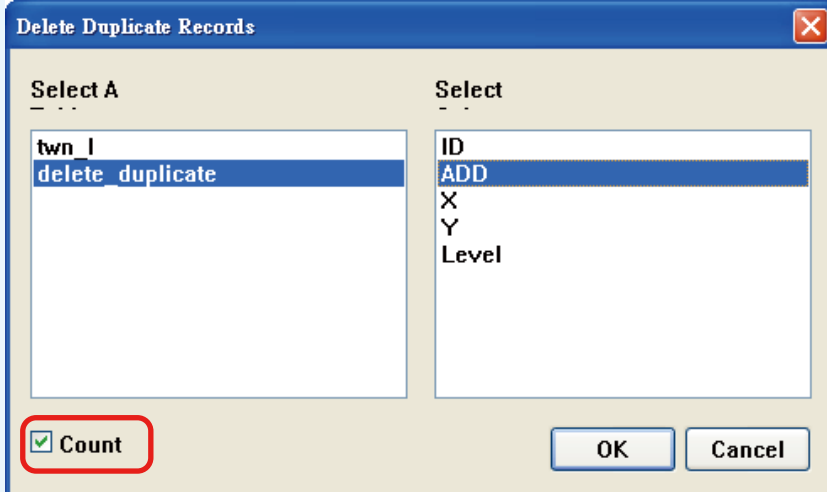 Delete Duplicate Records
Select A
Select
twn_l
delete_duplicate
ID
ADD
X
Y
Level
Count
OK
Cancel